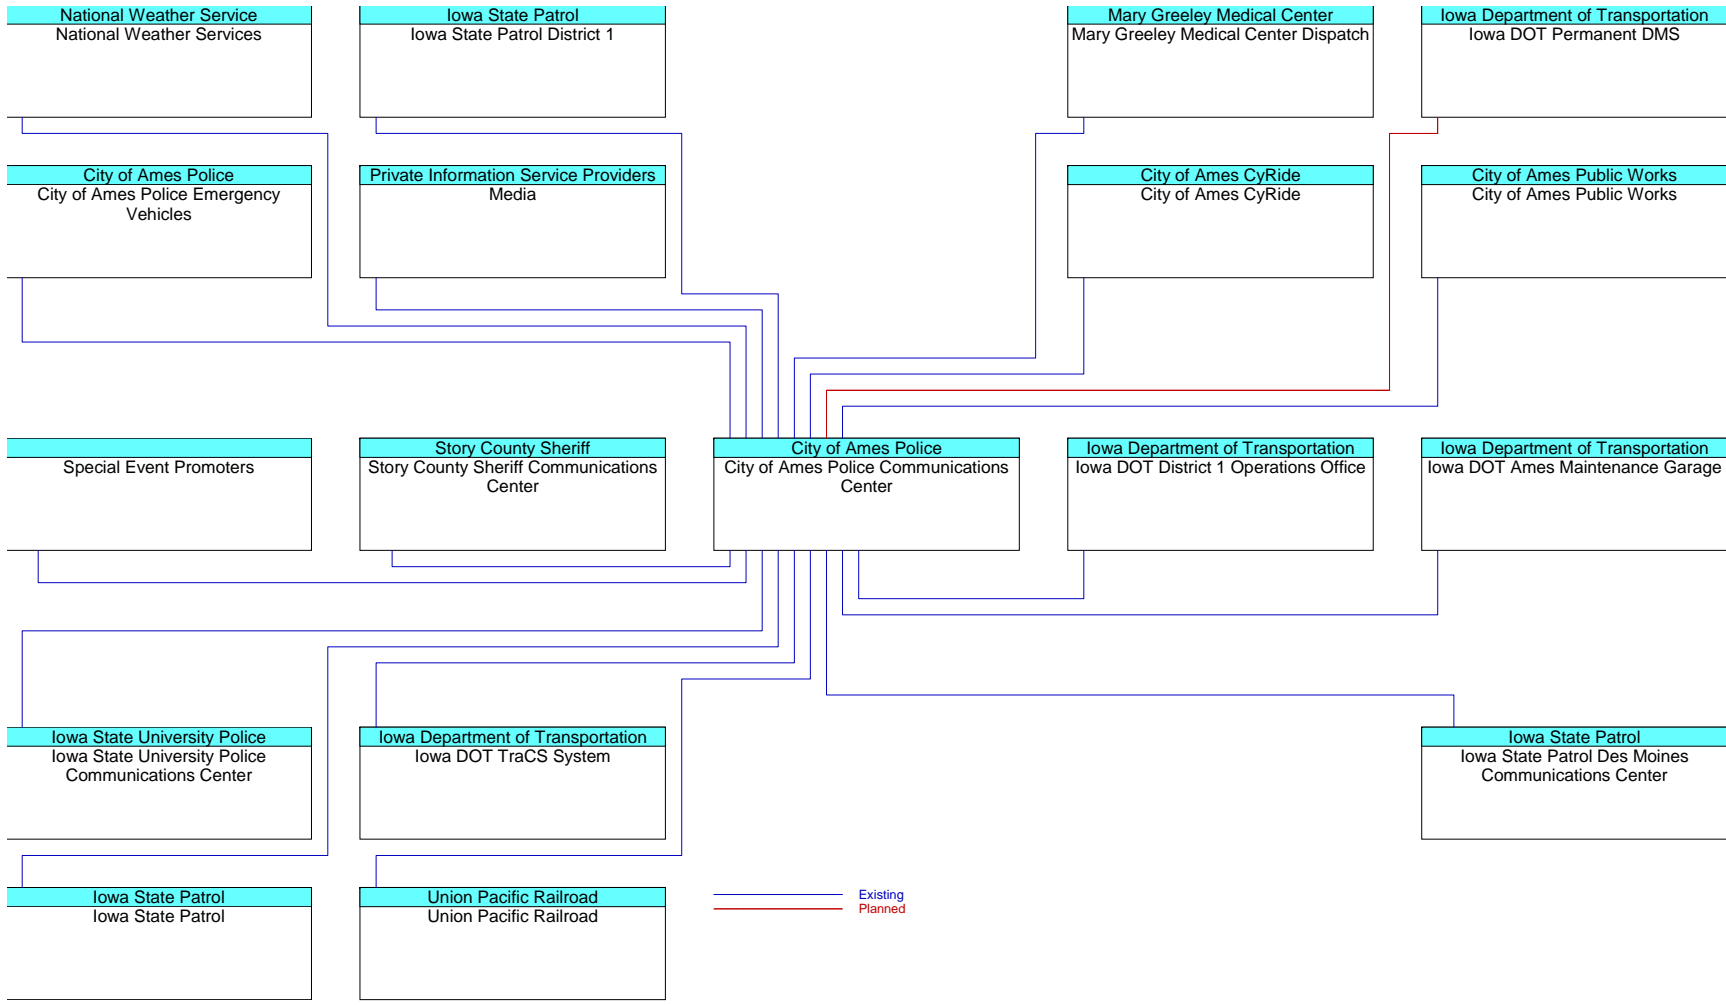 National Weather Service
National Weather Services
Iowa State Patrol
Iowa State Patrol District 1
Mary Greeley Medical Center
Mary Greeley Medical Center Dispatch
Iowa Department of Transportation
Iowa DOT Permanent DMS
City of Ames Police
City of Ames Police Emergency
Vehicles
Private Information Service Providers
Media
City of Ames CyRide
City of Ames CyRide
City of Ames Public Works
City of Ames Public Works
Special Event Promoters
Story County Sheriff
Story County Sheriff Communications
Center
City of Ames Police
City of Ames Police Communications
Center
Iowa Department of Transportation
Iowa DOT District 1 Operations Office
Iowa Department of Transportation
Iowa DOT Ames Maintenance Garage
Iowa State University Police
Iowa State University Police
Communications Center
Iowa Department of Transportation
Iowa DOT TraCS System
Iowa State Patrol
Iowa State Patrol Des Moines
Communications Center
Iowa State Patrol
Iowa State Patrol
Union Pacific Railroad
Union Pacific Railroad
Existing
Planned